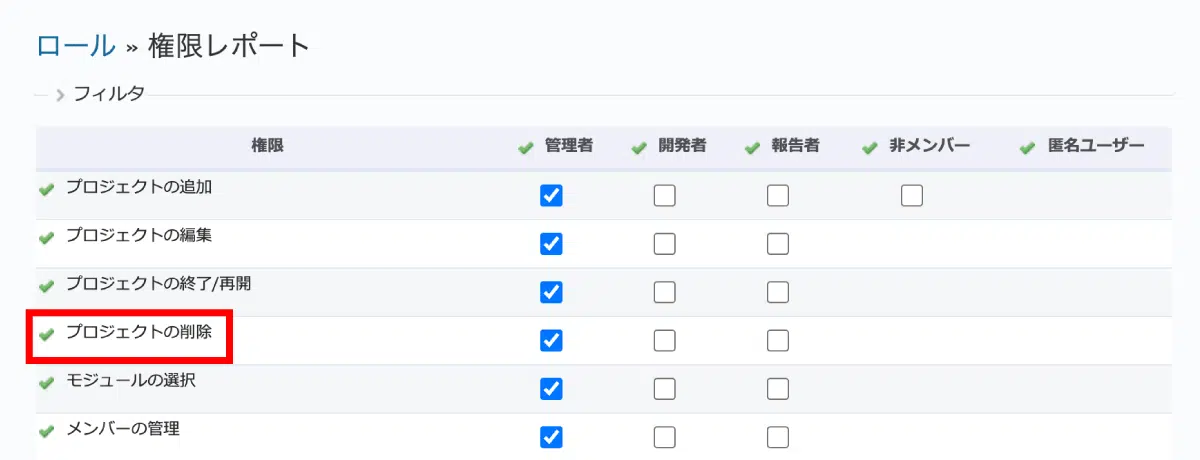 ロール » 権限レポート
フィルタ
権限 管理者 開発者 報告者 非メンバー 匿名ユーザー
プロジェクトの追加
プロジェクトの編集
プロジェクトの終了/再開
プロジェクトの削除
モジュールの選択
メンバーの管理